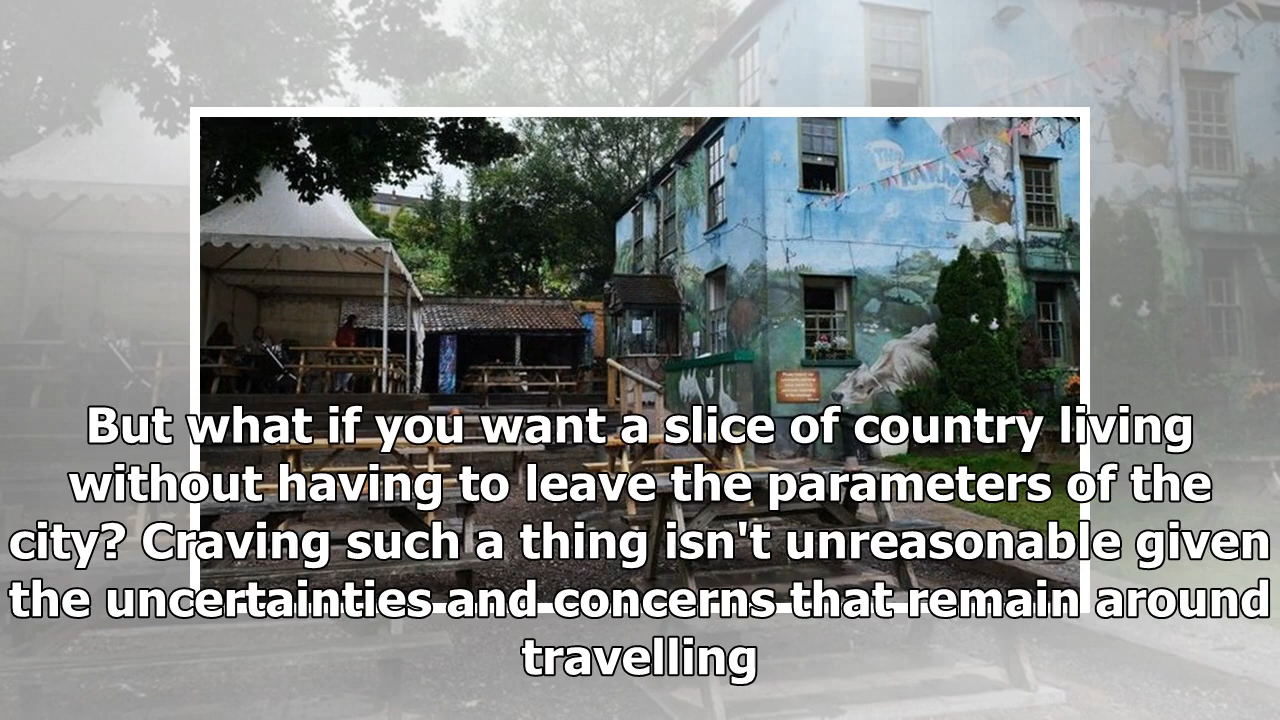 But what if you want a slice of country living
without having to leave the parameters of the
city? Craving such a thing isn't unreasonable given
the uncertainties and concerns that remain around
travelling